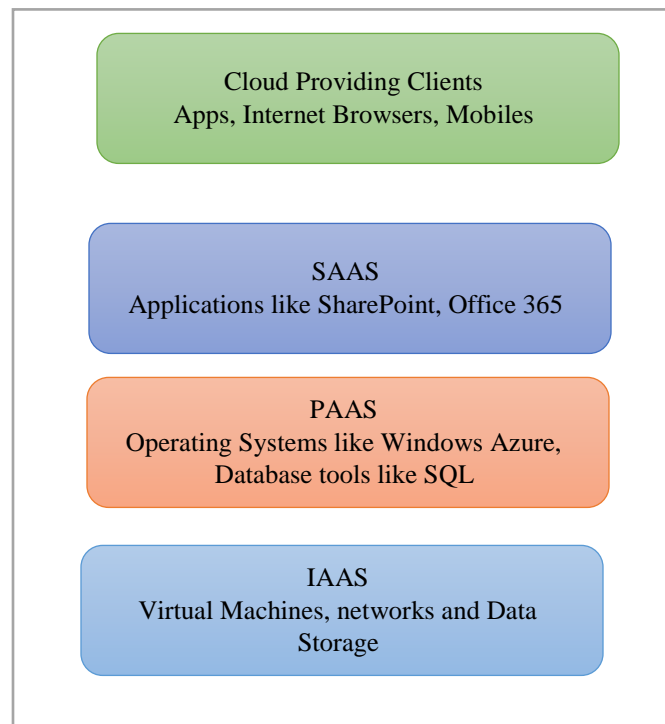 Cloud Providing Clients
Apps, Internet Browsers, Mobiles
SAAS
Applications like SharePoint, Office 365
PAAS
Operating Systems like Windows Azure,
Database tools like SQL
IAAS
Virtual Machines, networks and Data
Storage